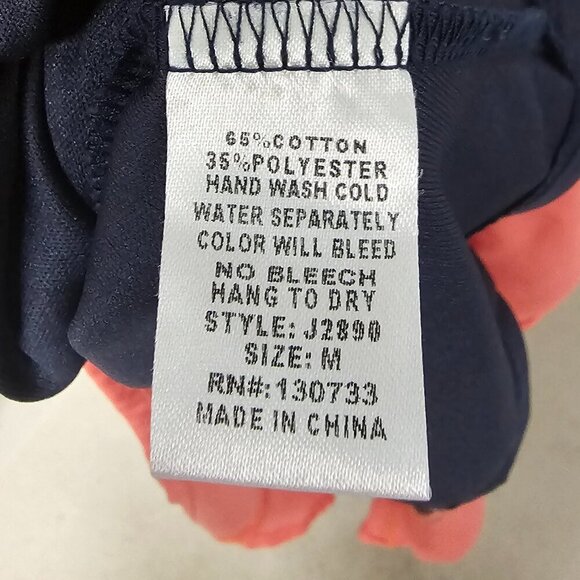 65%COTTON
35%POLYESTER
HAND WASH COLD
WATER SEPARATELY
COLOR WILL BLEED
NO BLEECH
HANG TO DRY
STYLE: J2890
SIZE: M
RN#: 130733
MADE IN CHINA